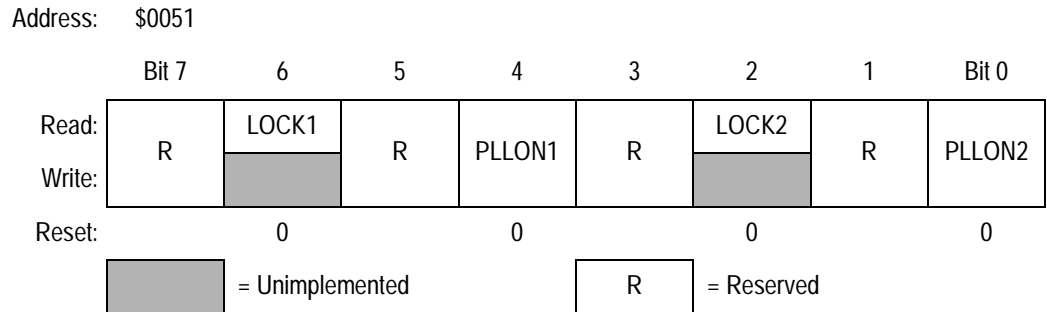 Address: $0051
Bit 7 6 5 4 3 2 1 Bit 0
Read: LOCK1 LOCK2
R R PLLON1 R R PLLON2
Write:
Reset: 0 0 0 0
= Unimplemented R = Reserved